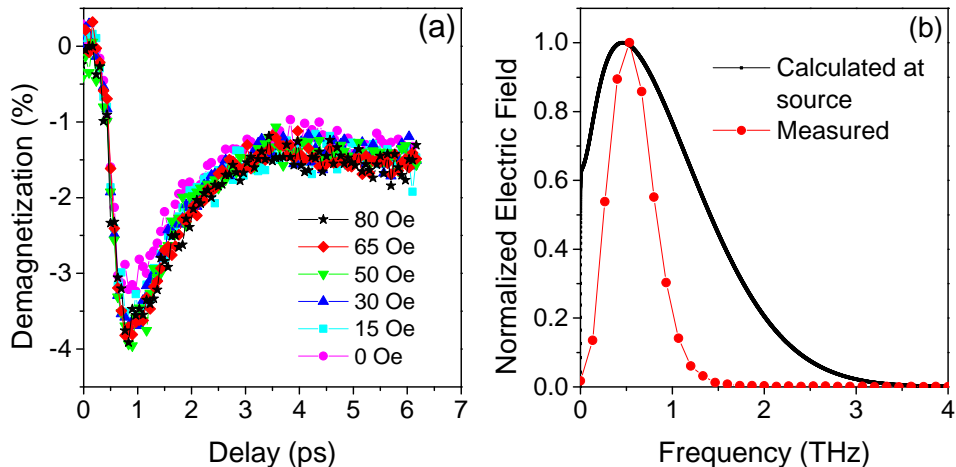 (a)
0
-1
-2
-3
-4
Demagnetization (%)
80 Oe
65 Oe
50 Oe
30 Oe
15 Oe
0 Oe
0 1 2 3 4 5 6 7
Delay (ps)
(b)
1.0
0.8
0.6
0.4
0.2
0.0
Normalized Electric Field
Calculated at
source
Measured
0 1 2 3 4
Frequency (THz)